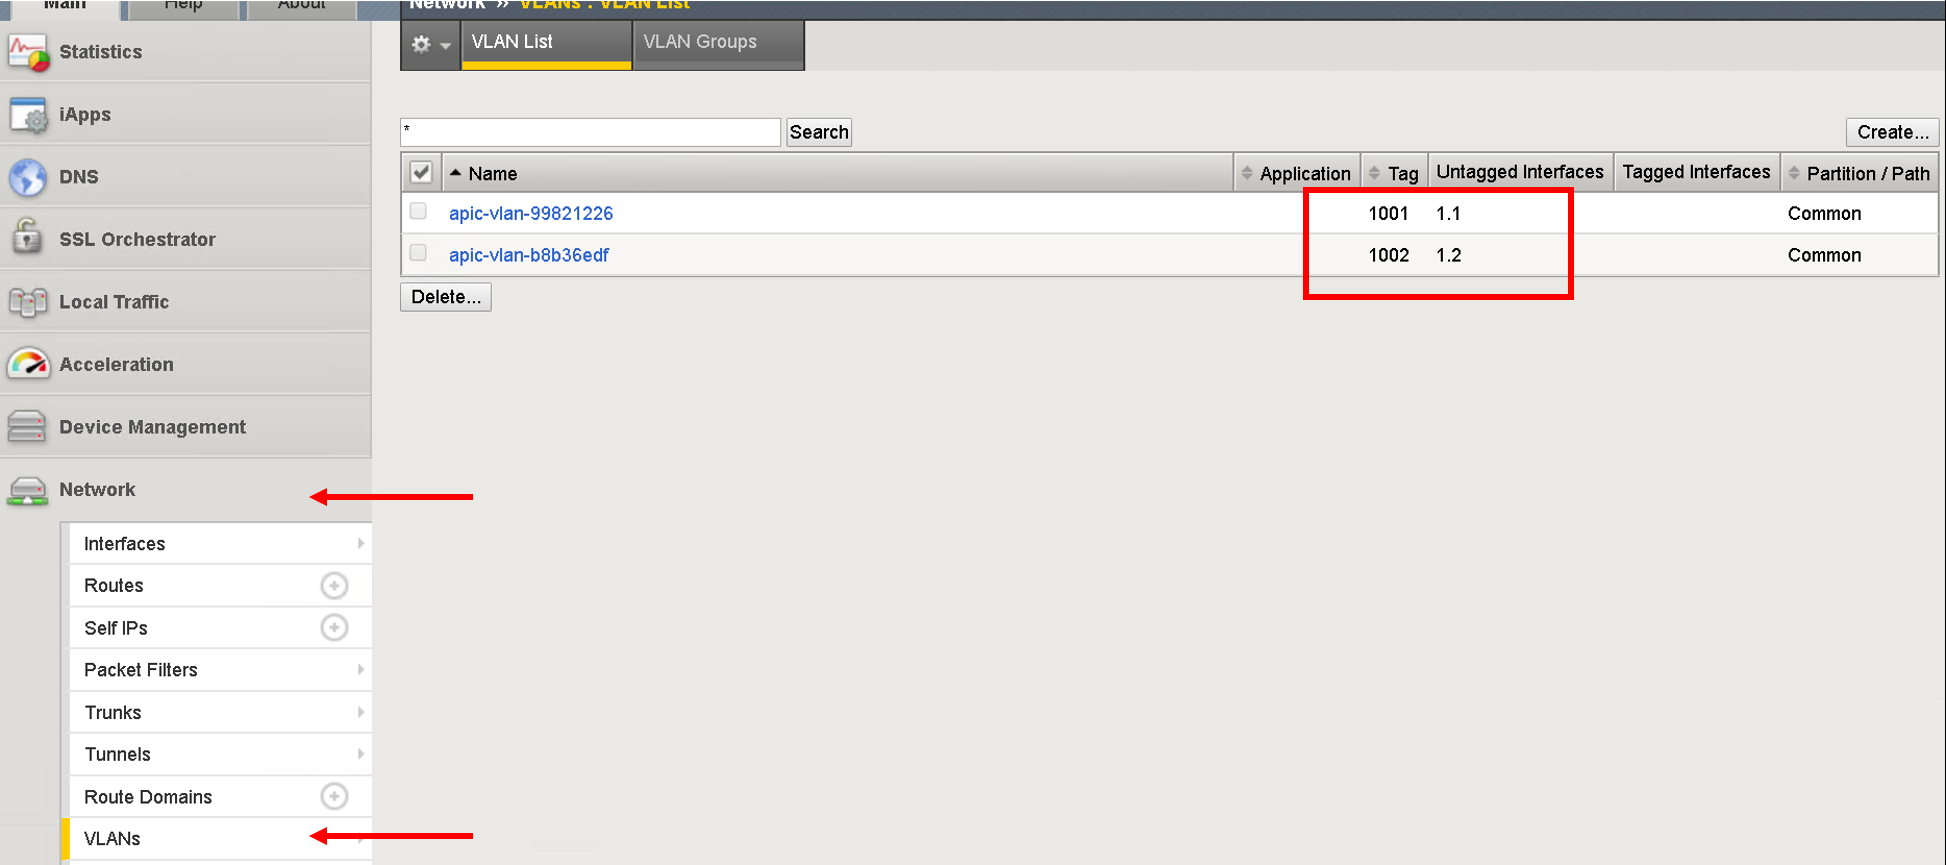 Main Help About
Network » VLANs : VLAN List
VLAN List VLAN Groups
Statistics
iApps
DNS
SSL Orchestrator
Local Traffic
Acceleration
Device Management
Network
Interfaces
Routes
Self IPs
Packet Filters
Trunks
Tunnels
Route Domains
VLANs
* Search Create...
Name Application Tag Untagged Interfaces Tagged Interfaces Partition / Path
apic-vlan-99821226 1001 1.1 Common
apic-vlan-b8b36edf 1002 1.2 Common
Delete...